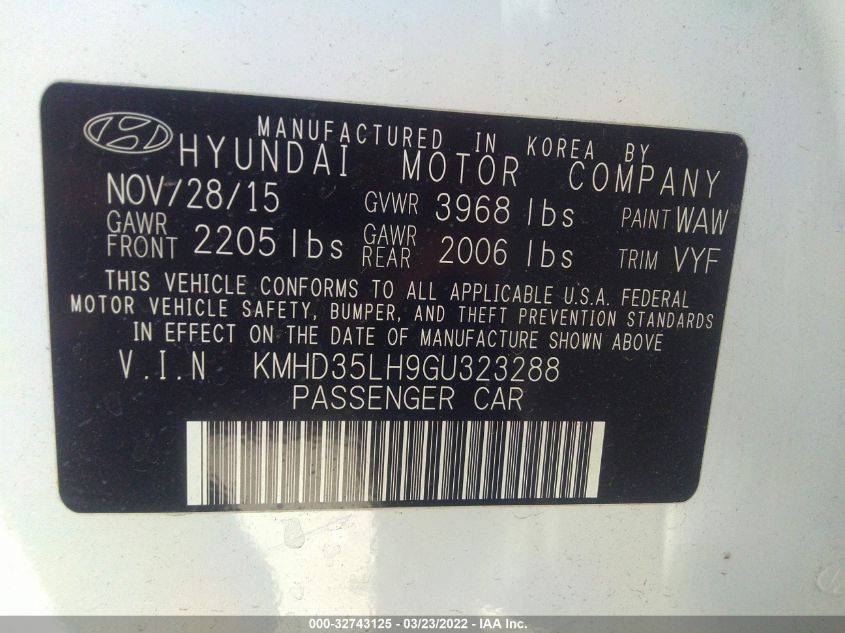 MANUFACTURED IN KOREA BY
HYUNDAI MOTOR COMPANY
NOV/28/15 GVWR 3968 lbs PAINT WAW
GAWR FRONT 2205 lbs GAWR REAR 2006 lbs TRIM VYF
THIS VEHICLE CONFORMS TO ALL APPLICABLE U.S.A. FEDERAL
MOTOR VEHICLE SAFETY, BUMPER, AND THEFT PREVENTION STANDARDS
IN EFFECT ON THE DATE OF MANUFACTURE SHOWN ABOVE
V.I.N KMHD35LH9GU323288
PASSENGER CAR
000-32743125 - 03/23/2022 - IAA Inc.